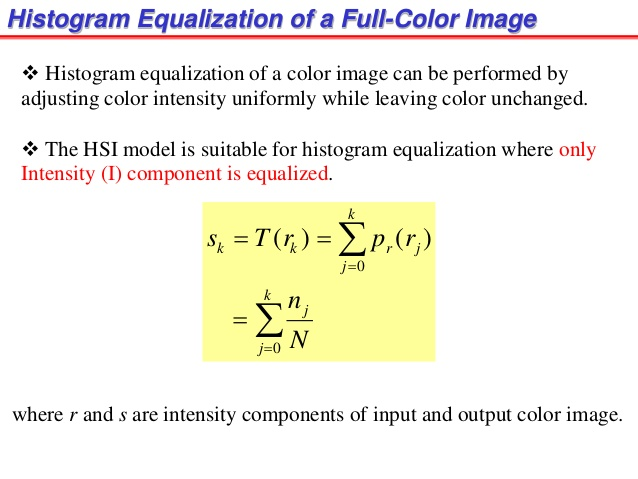 Histogram Equalization of a Full-Color Image
❖ Histogram equalization of a color image can be performed by
adjusting color intensity uniformly while leaving color unchanged.
❖ The HSI model is suitable for histogram equalization where only
Intensity (I) component is equalized.
s_k = T(r_k) = ∑_{j=0}^{k} p_r(r_j)
= ∑_{j=0}^{k} n_j / N
where r and s are intensity components of input and output color image.